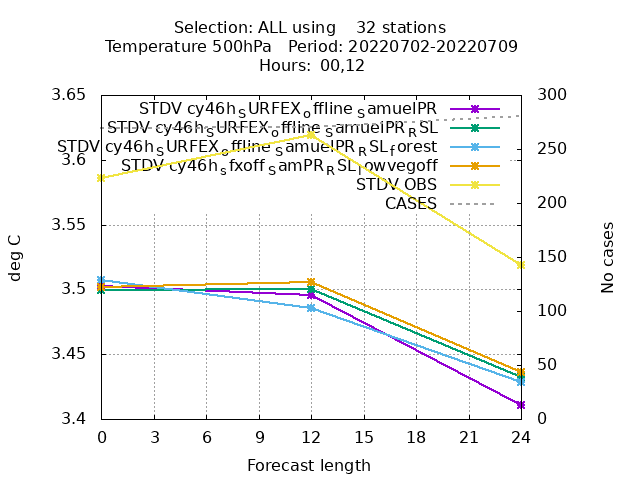 Selection: ALL using 32 stations
Temperature 500hPa Period: 20220702-20220709
Hours: 00,12
STDV cy46h_SURFEX_offline_SamuelPR
STDV cy46h_SURFEX_offline_SamuelPR_RSL
STDV cy46h_SURFEX_offline_SamuelPR_RSL_forest
STDV cy46h_sfxoff_SamPR_RSL_lowvegoff
STDV OBS
CASES
3.65
3.6
3.55
3.5
3.45
3.4
300
250
200
150
100
50
0
deg C
No cases
0 3 6 9 12 15 18 21 24
Forecast length